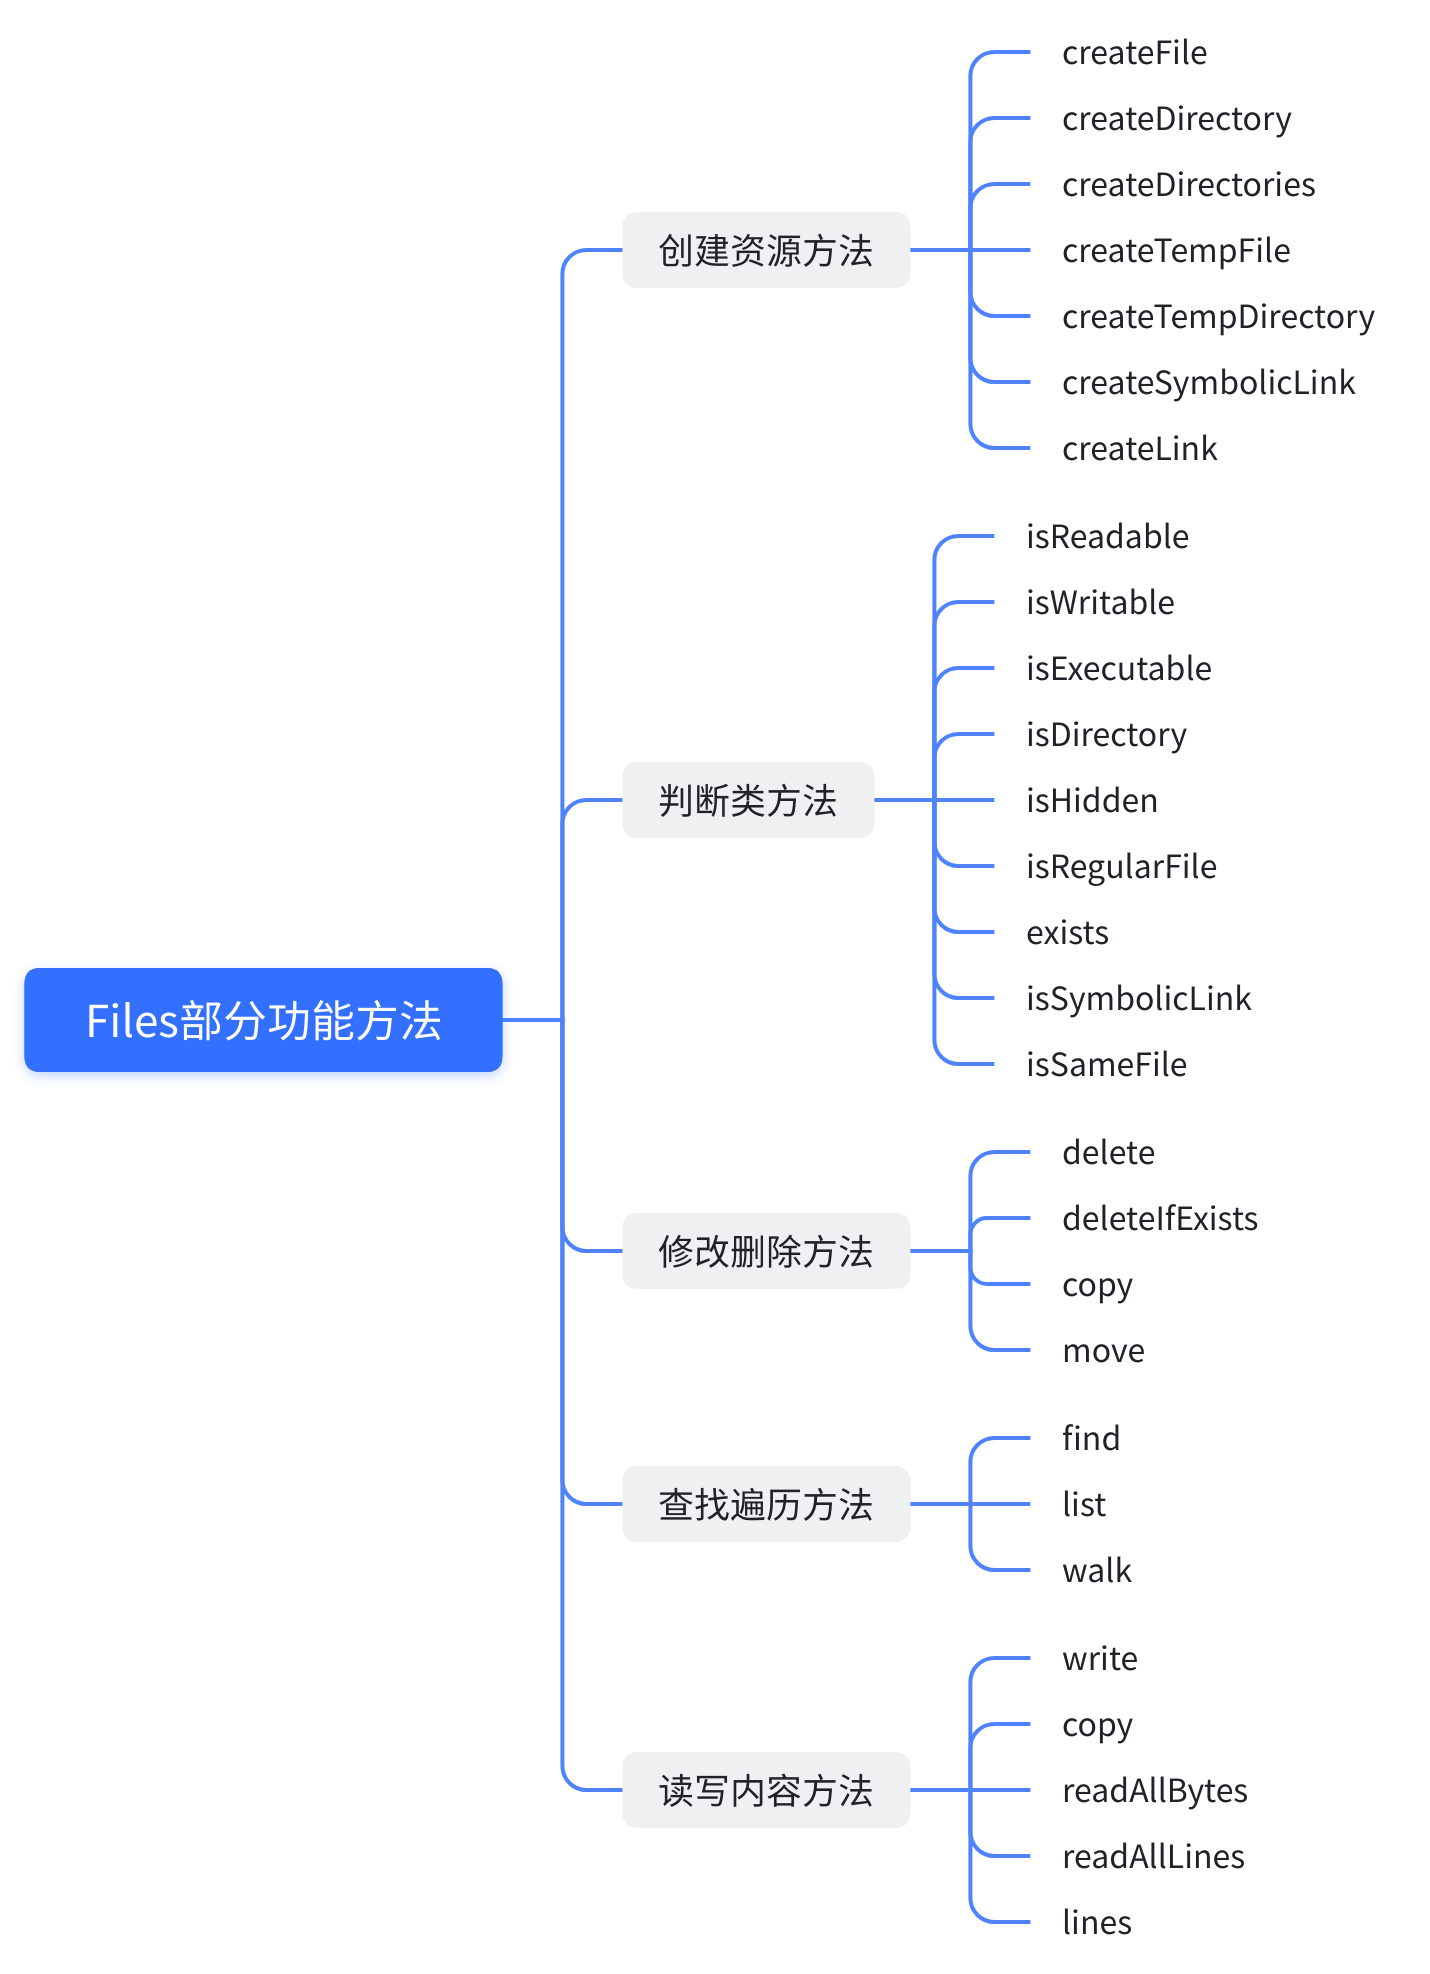 Files部分功能方法
创建资源方法
createFile
createDirectory
createDirectories
createTempFile
createTempDirectory
createSymbolicLink
createLink
判断类方法
isReadable
isWritable
isExecutable
isDirectory
isHidden
isRegularFile
exists
isSymbolicLink
isSameFile
修改删除方法
delete
deleteIfExists
copy
move
查找遍历方法
find
list
walk
读写内容方法
write
copy
readAllBytes
readAllLines
lines